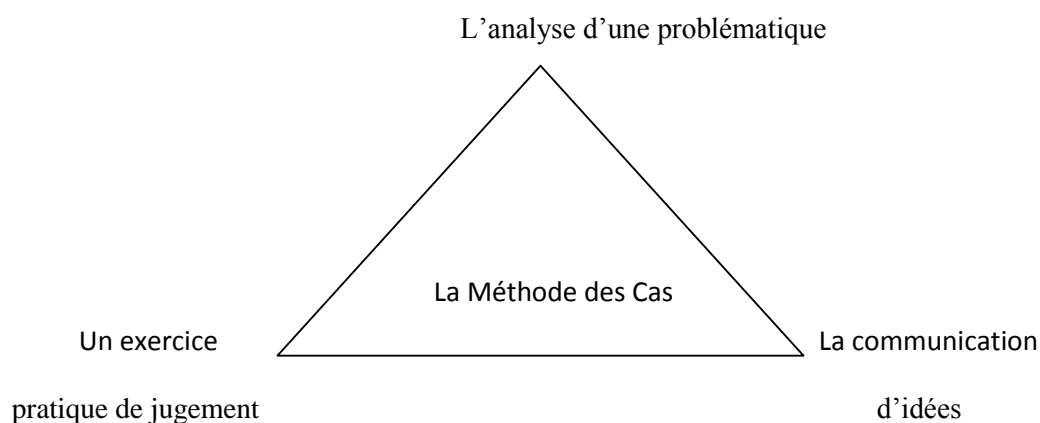 L’analyse d’une problématique
La Méthode des Cas
Un exercice
pratique de jugement
La communication
d’idées